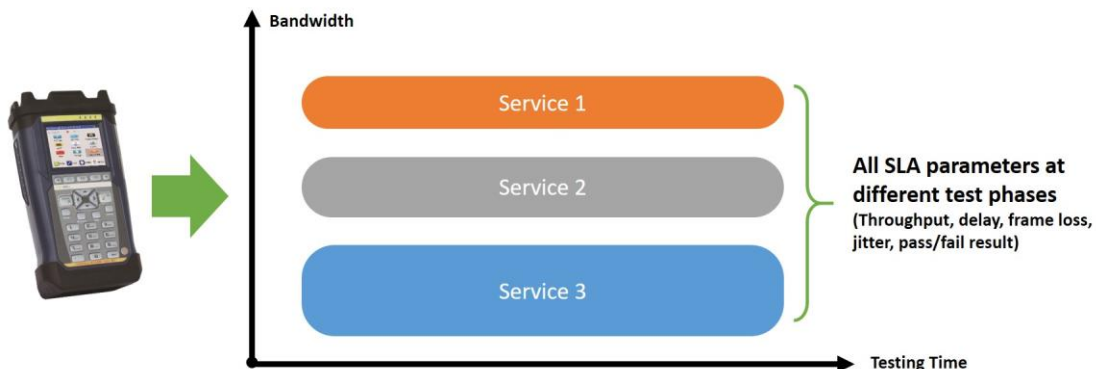 Bandwidth
Service 1
Service 2
Service 3
All SLA parameters at
different test phases
(Throughput, delay, frame loss,
jitter, pass/fail result)
Testing Time